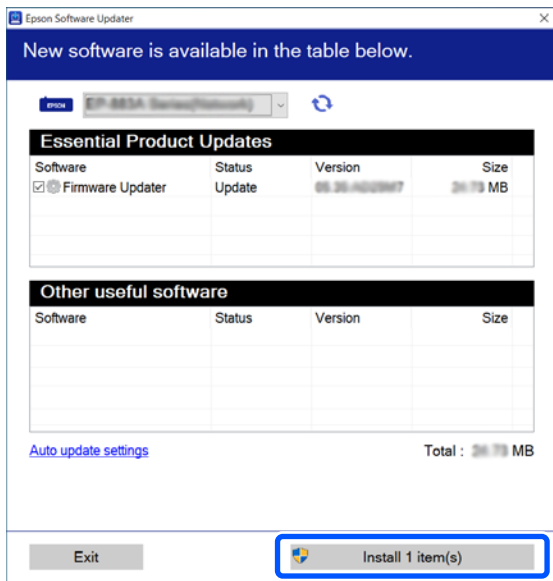 Epson Software Updater
New software is available in the table below.
EPSON
Essential Product Updates
Software Status Version Size
Firmware Updater Update MB
Other useful software
Software Status Version Size
Auto update settings Total : MB
Exit Install 1 item(s)